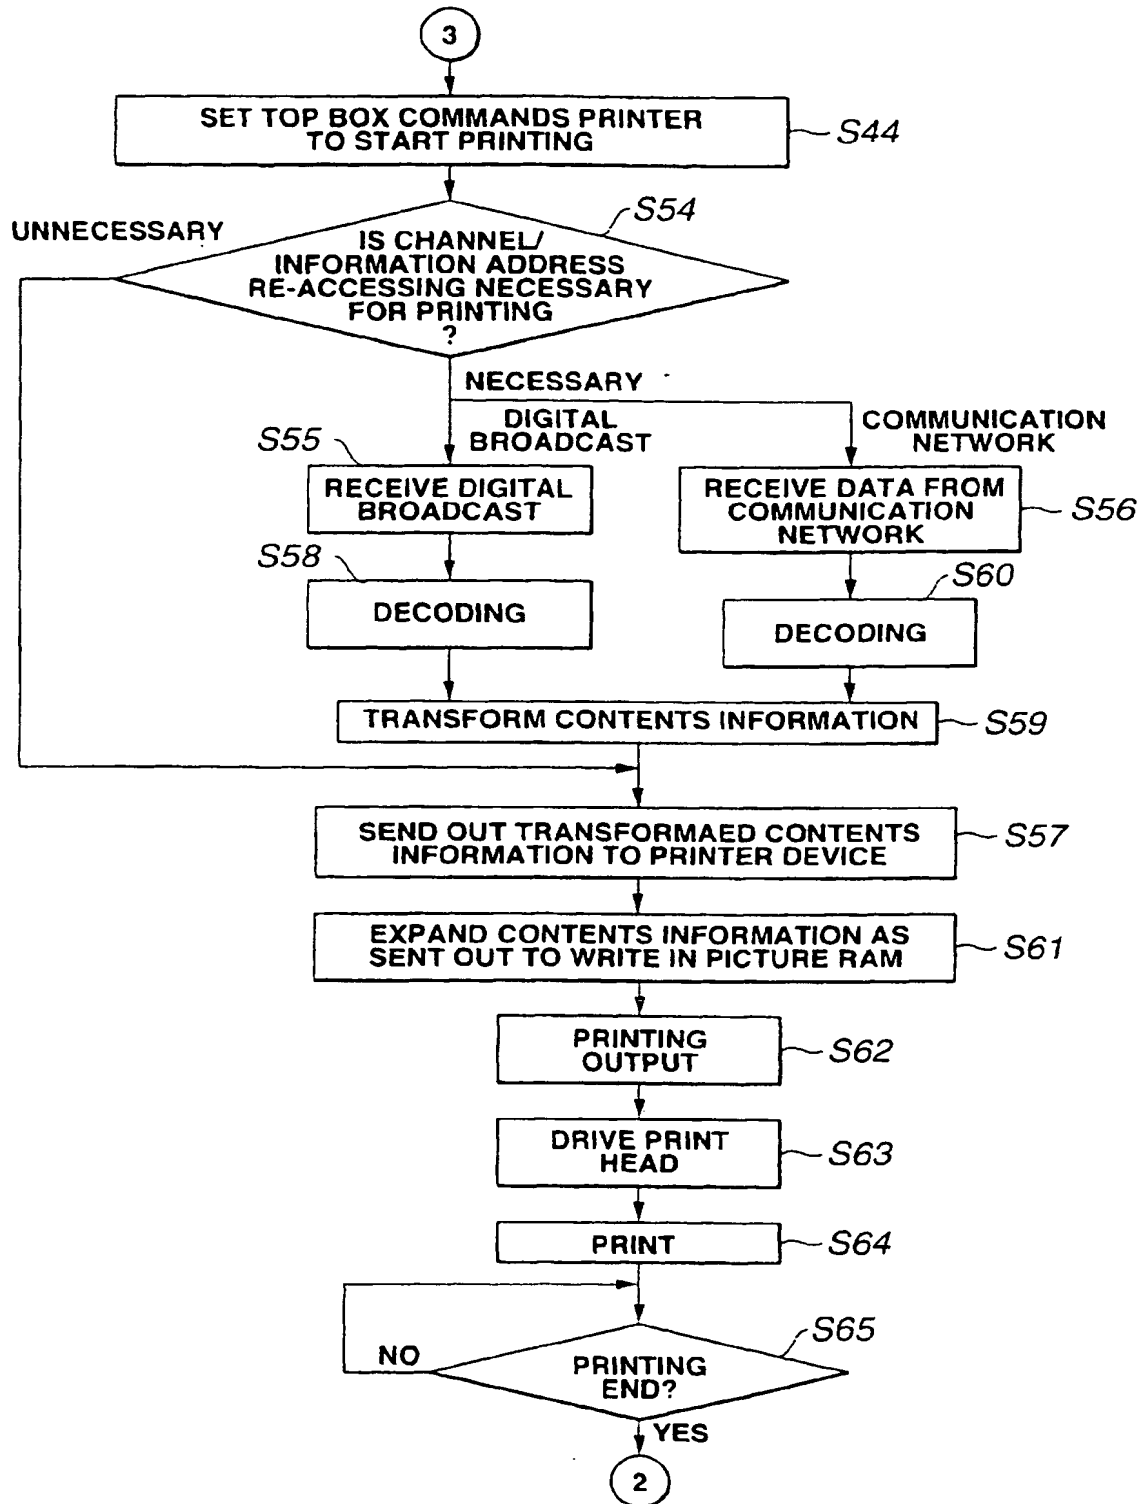 3
SET TOP BOX COMMANDS PRINTER
TO START PRINTING
S44
S54
UNNECESSARY
IS CHANNEL/
INFORMATION ADDRESS
RE-ACCESSING NECESSARY
FOR PRINTING
?
NECESSARY
DIGITAL
BROADCAST
COMMUNICATION
NETWORK
S55
RECEIVE DIGITAL
BROADCAST
RECEIVE DATA FROM
COMMUNICATION
NETWORK
S56
S58
DECODING
S60
DECODING
TRANSFORM CONTENTS INFORMATION
S59
SEND OUT TRANSFORMAED CONTENTS
INFORMATION TO PRINTER DEVICE
S57
EXPAND CONTENTS INFORMATION AS
SENT OUT TO WRITE IN PICTURE RAM
S61
PRINTING
OUTPUT
S62
DRIVE PRINT
HEAD
S63
PRINT
S64
S65
NO
PRINTING
END?
YES
2